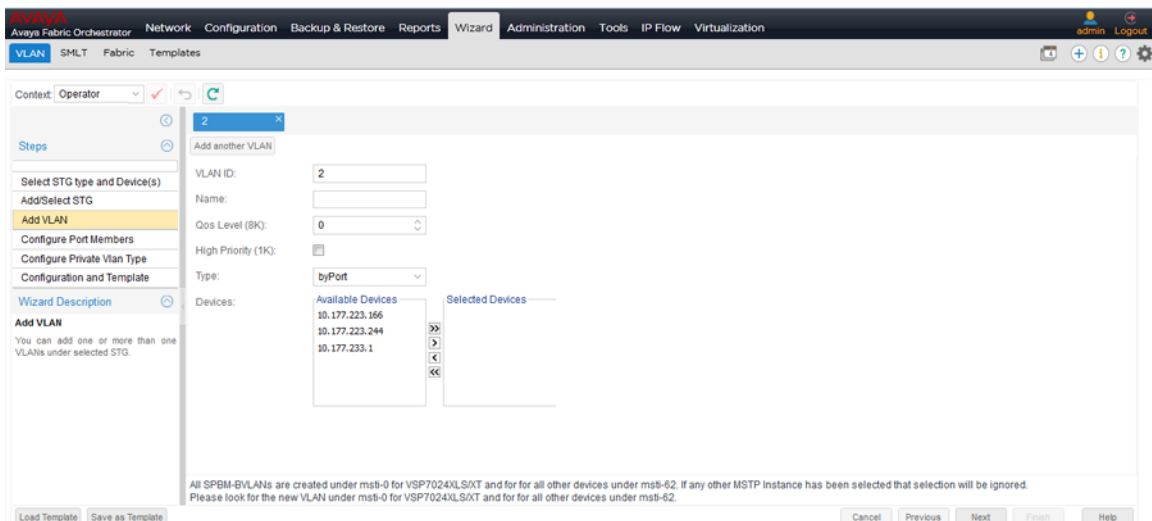 AVAYA
Avaya Fabric Orchestrator
Network Configuration Backup & Restore Reports Wizard Administration Tools IP Flow Virtualization
admin Logout
VLAN SMLT Fabric Templates
Context: Operator
2
Steps
Add another VLAN
Select STG type and Device(s)
Add/Select STG
Add VLAN
Configure Port Members
Configure Private Vlan Type
Configuration and Template
Wizard Description
Add VLAN
You can add one or more than one
VLANs under selected STG.
VLAN ID: 2
Name:
Qos Level (8K): 0
High Priority (1K):
Type: byPort
Devices:
Available Devices
10.177.223.166
10.177.223.244
10.177.233.1
Selected Devices
All SPBM-BVLANs are created under msti-0 for VSP7024XLS/XT and for for all other devices under msti-62. If any other MSTP Instance has been selected that selection will be ignored.
Please look for the new VLAN under msti-0 for VSP7024XLS/XT and for for all other devices under msti-62.
Load Template Save as Template
Cancel Previous Next Finish Help